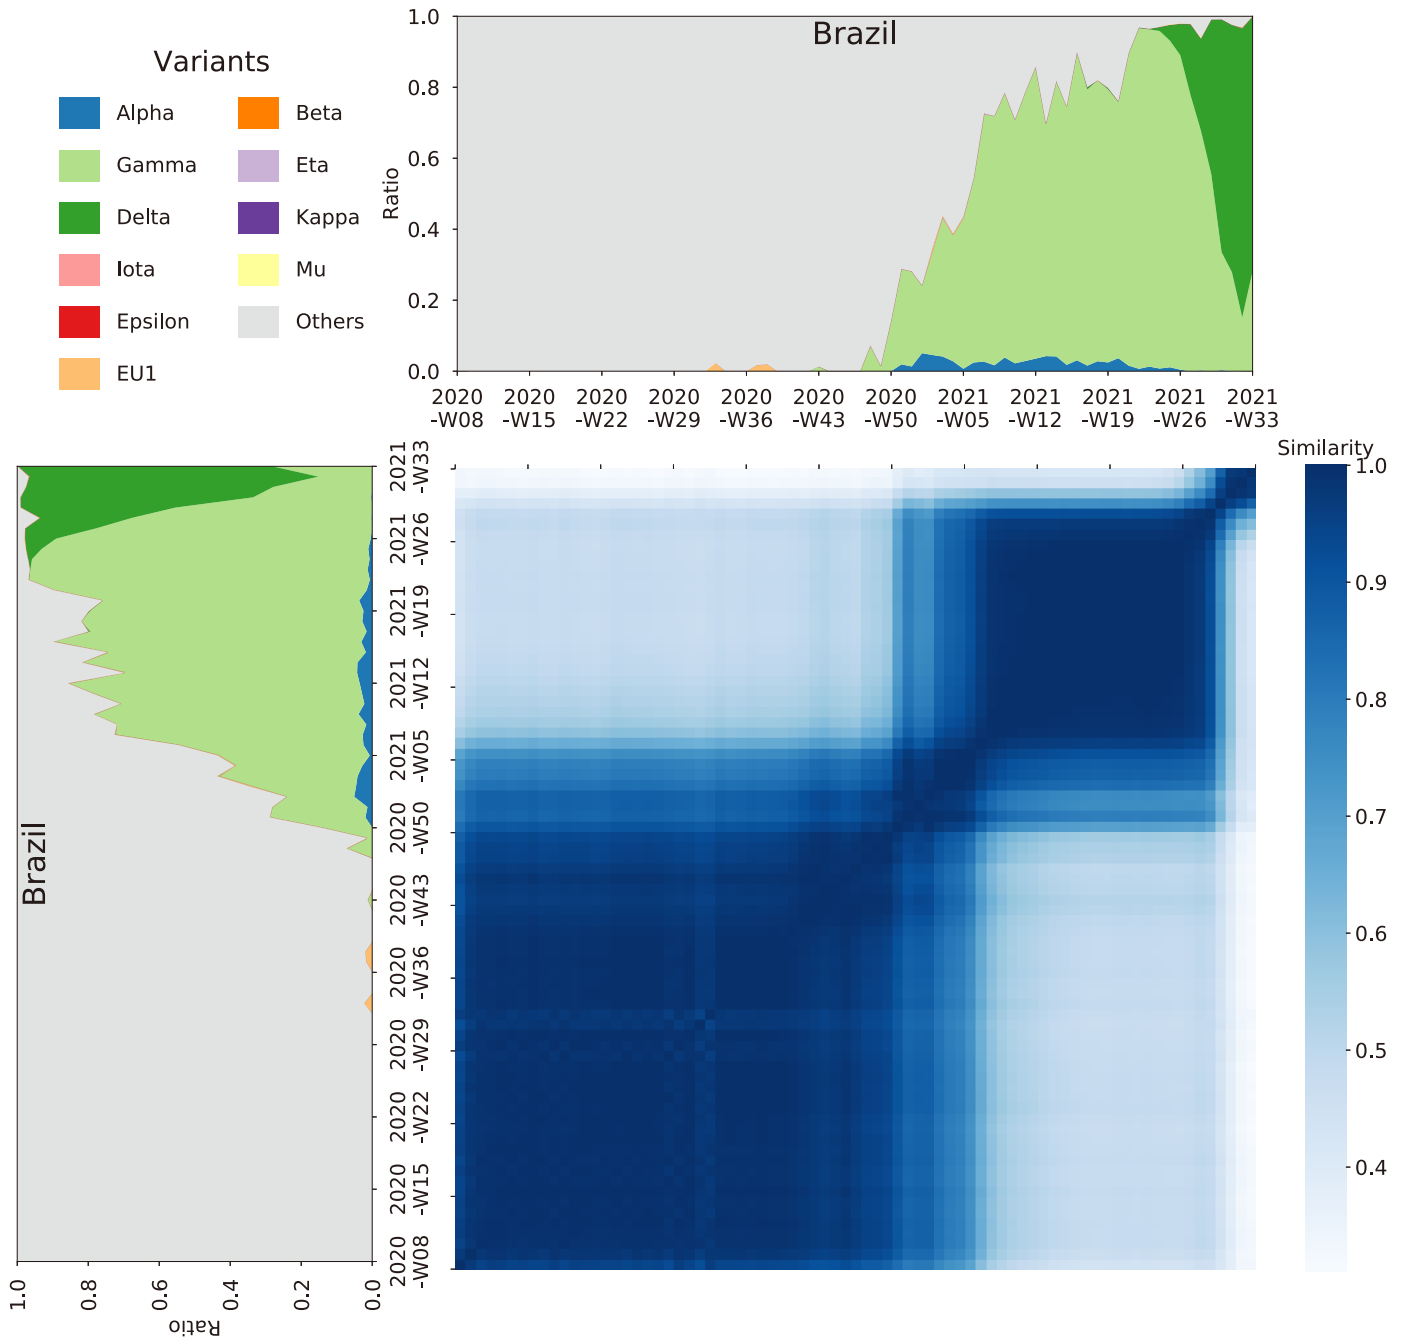 Variants
Alpha
Gamma
Delta
Iota
Epsilon
EU1
Beta
Eta
Kappa
Mu
Others
Brazil
Ratio
1.0
0.8
0.6
0.4
0.2
0.0
2020 2020 2020 2020 2020 2020 2020 2021 2021 2021 2021 2021
-W08 -W15 -W22 -W29 -W36 -W43 -W50 -W05 -W12 -W19 -W26 -W33
Brazil
2021 -W33
2021 -W26
2021 -W19
2021 -W12
2021 -W05
2020 -W50
2020 -W43
2020 -W36
2020 -W29
2020 -W22
2020 -W15
2020 -W08
1.0 0.8 0.6 0.4 0.2 0.0
Ratio
Similarity
1.0
0.9
0.8
0.7
0.6
0.5
0.4